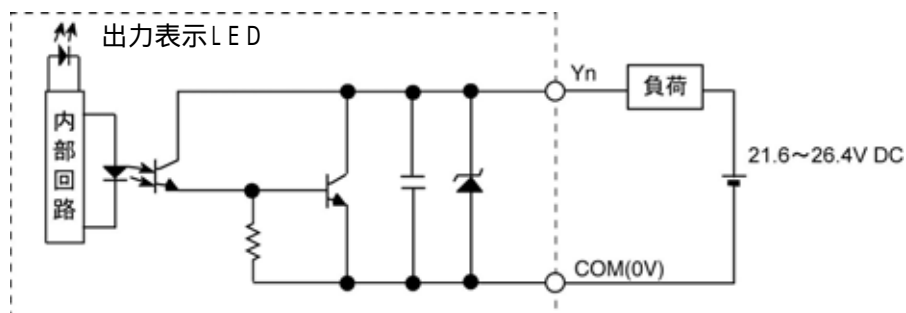 出力表示LED
Yn
負荷
内部回路
21.6～26.4V DC
COM(0V)